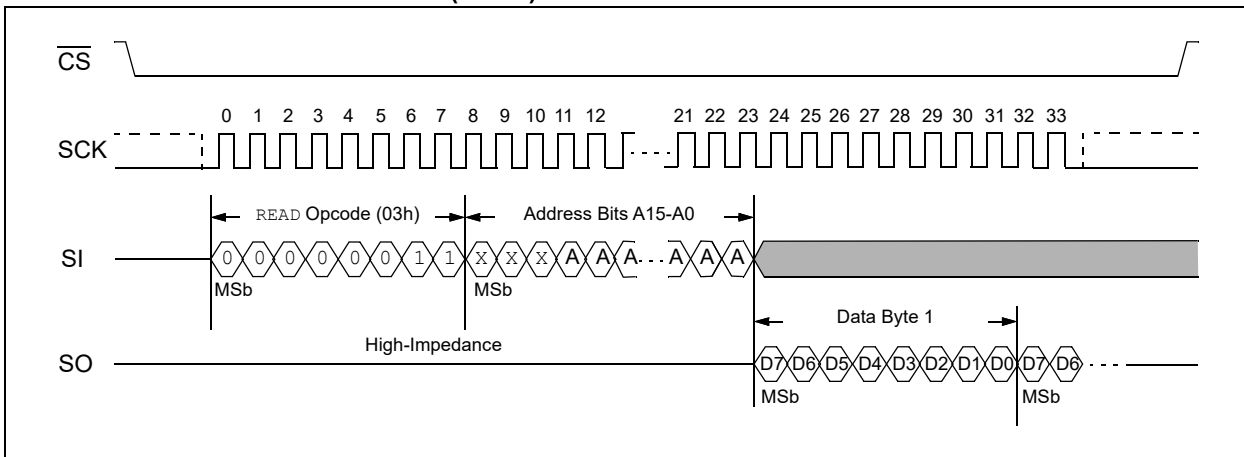 CS
0 1 2 3 4 5 6 7 8 9 10 11 12 21 22 23 24 25 26 27 28 29 30 31 32 33
SCK
READ Opcode (03h) Address Bits A15-A0
SI 0 0 0 0 0 0 1 1 X X X A A A A A A
MSb MSb
Data Byte 1
High-Impedance
SO D7 D6 D5 D4 D3 D2 D1 D0 D7 D6
MSb MSb